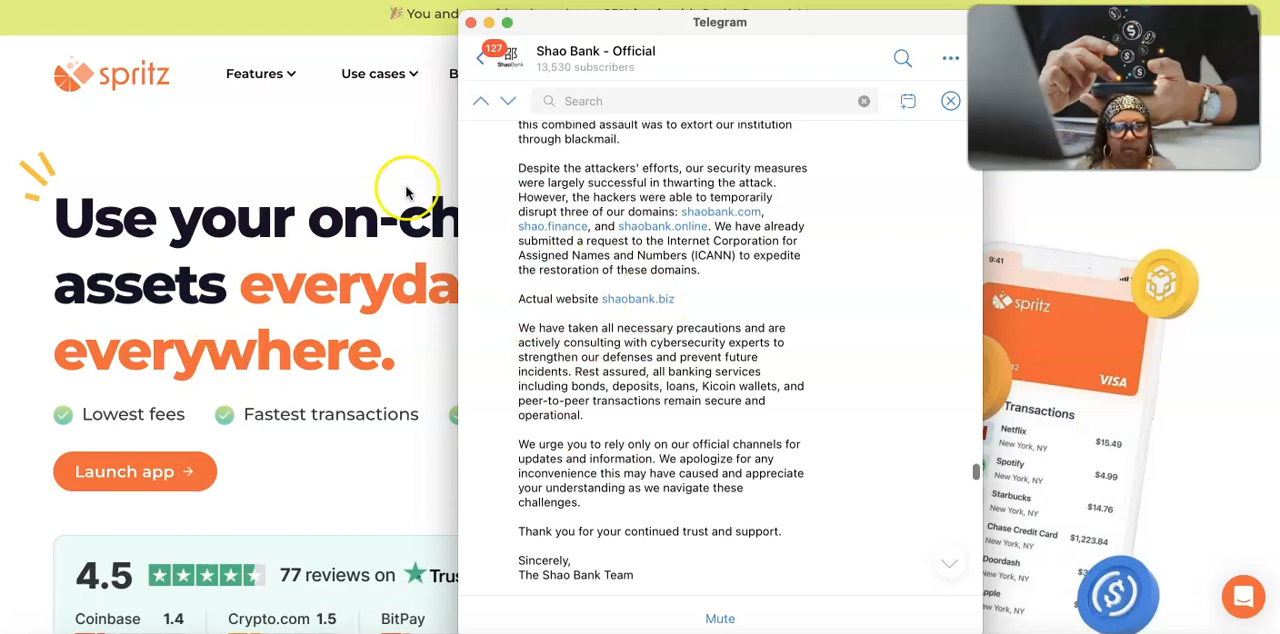 🎉 You and
spritz
Features
Use cases
B
Use your on-ch
assets everyda
everywhere.
Lowest fees
Fastest transactions
Launch app →
4.5
77 reviews on
Trus
Coinbase 1.4
Crypto.com 1.5
BitPay
Telegram
127
邵
ShaoBank
Shao Bank - Official
13,530 subscribers
Search
this combined assault was to extort our institution
through blackmail.
Despite the attackers' efforts, our security measures
were largely successful in thwarting the attack.
However, the hackers were able to temporarily
disrupt three of our domains: shaobank.com,
shao.finance, and shaobank.online. We have already
submitted a request to the Internet Corporation for
Assigned Names and Numbers (ICANN) to expedite
the restoration of these domains.
Actual website shaobank.biz
We have taken all necessary precautions and are
actively consulting with cybersecurity experts to
strengthen our defenses and prevent future
incidents. Rest assured, all banking services
including bonds, deposits, loans, Kicoin wallets, and
peer-to-peer transactions remain secure and
operational.
We urge you to rely only on our official channels for
updates and information. We apologize for any
inconvenience this may have caused and appreciate
your understanding as we navigate these
challenges.
Thank you for your continued trust and support.
Sincerely,
The Shao Bank Team
Mute
9:41
spritz
42
VISA
Transactions
Netflix
New York, NY
$15.49
Spotify
New York, NY
$4.99
Starbucks
New York, NY
$14.76
Chase Credit Card
New York, NY
$1,223.84
Doordash
New York, NY
pple
New York, NY